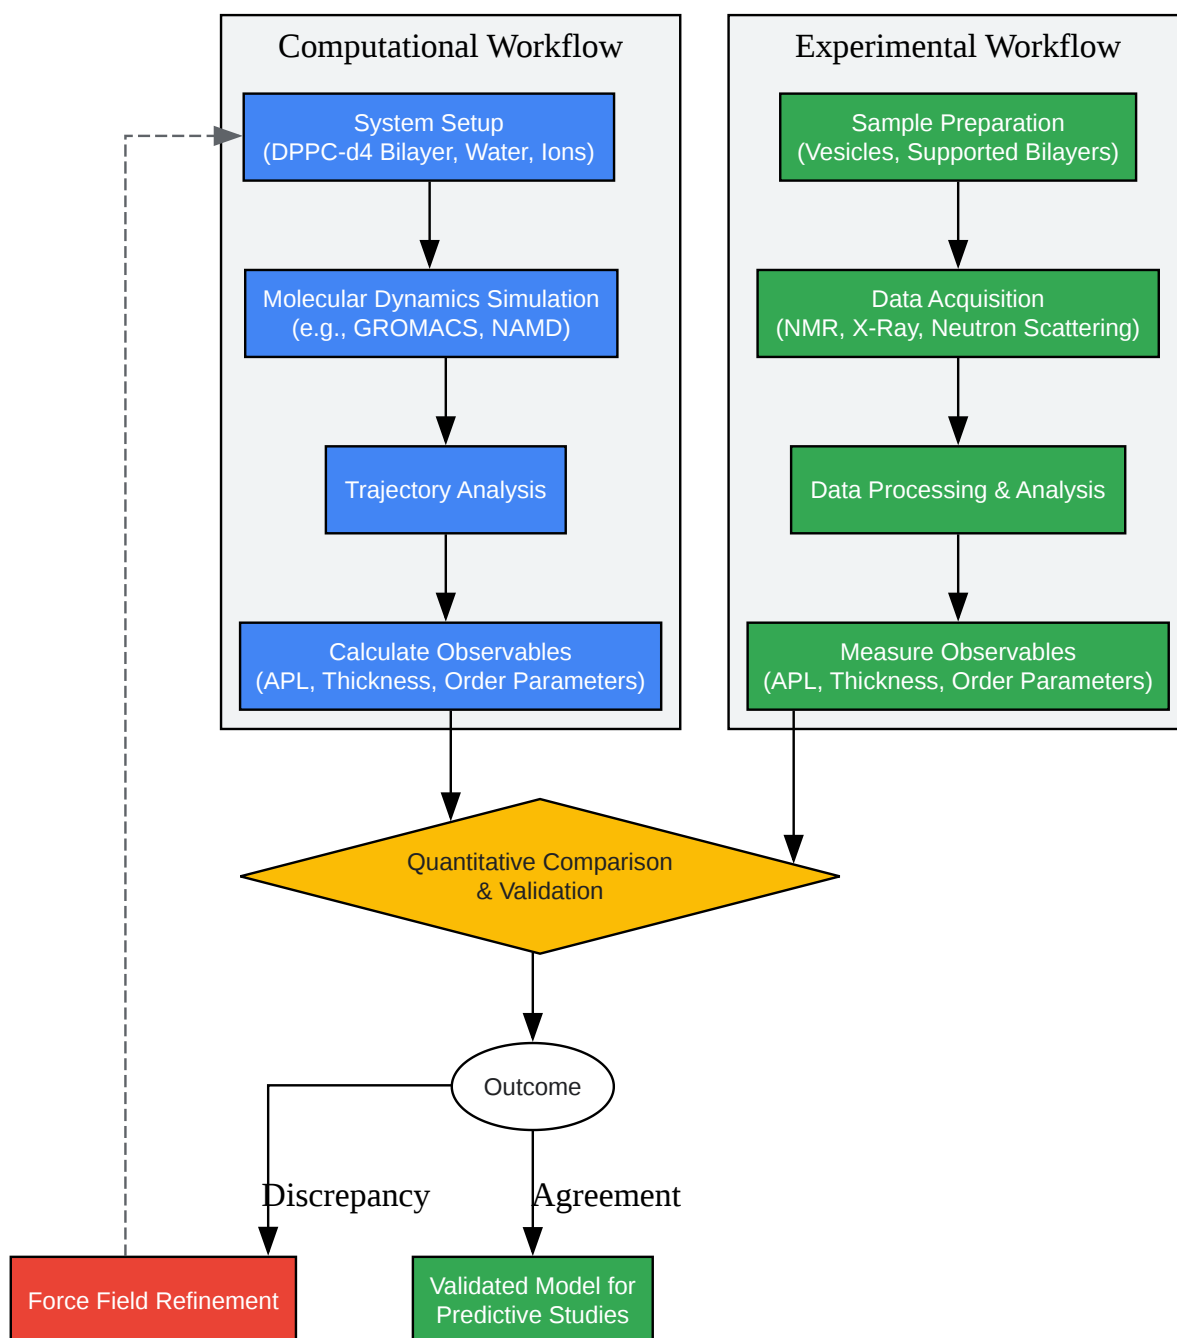 Computational Workflow
System Setup
(DPPC-d4 Bilayer, Water, Ions)
Molecular Dynamics Simulation
(e.g., GROMACS, NAMD)
Trajectory Analysis
Calculate Observables
(APL, Thickness, Order Parameters)
Experimental Workflow
Sample Preparation
(Vesicles, Supported Bilayers)
Data Acquisition
(NMR, X-Ray, Neutron Scattering)
Data Processing & Analysis
Measure Observables
(APL, Thickness, Order Parameters)
Quantitative Comparison
& Validation
Outcome
Discrepancy
Agreement
Force Field Refinement
Validated Model for
Predictive Studies